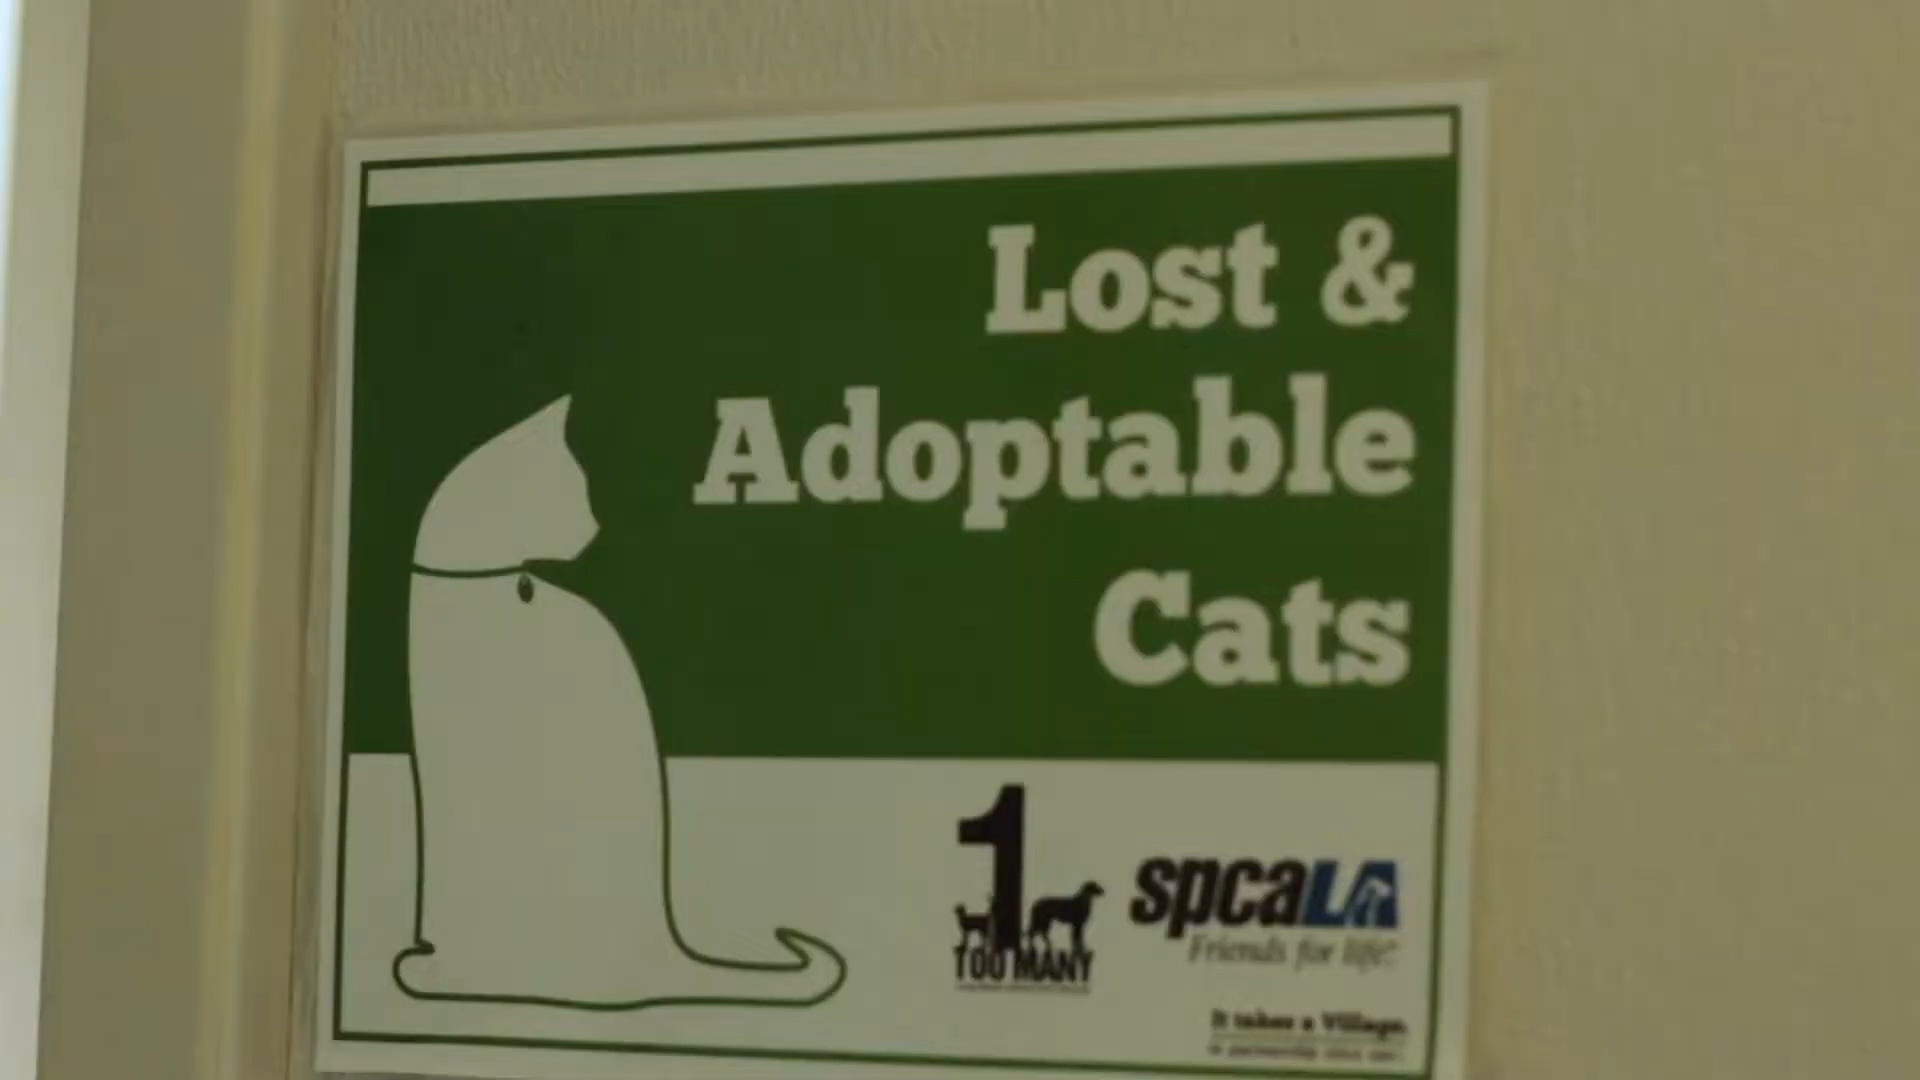 Lost &
Adoptable
Cats
1
TOO MANY
spcaLA
Friends for life.
It takes a Village